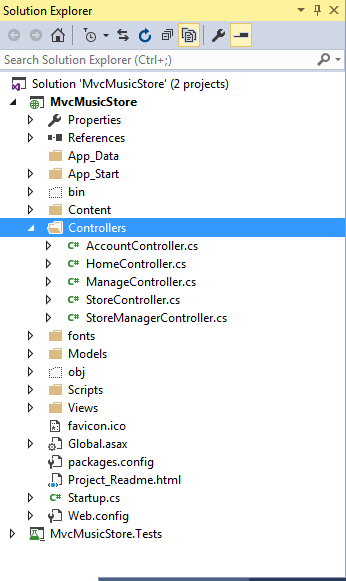 Solution Explorer
Search Solution Explorer (Ctrl+;)
Solution 'MvcMusicStore' (2 projects)
MvcMusicStore
Properties
References
App_Data
App_Start
bin
Content
Controllers
C# AccountController.cs
C# HomeController.cs
C# ManageController.cs
C# StoreController.cs
C# StoreManagerController.cs
fonts
Models
obj
Scripts
Views
favicon.ico
Global.asax
packages.config
Project_Readme.html
C# Startup.cs
Web.config
MvcMusicStore.Tests